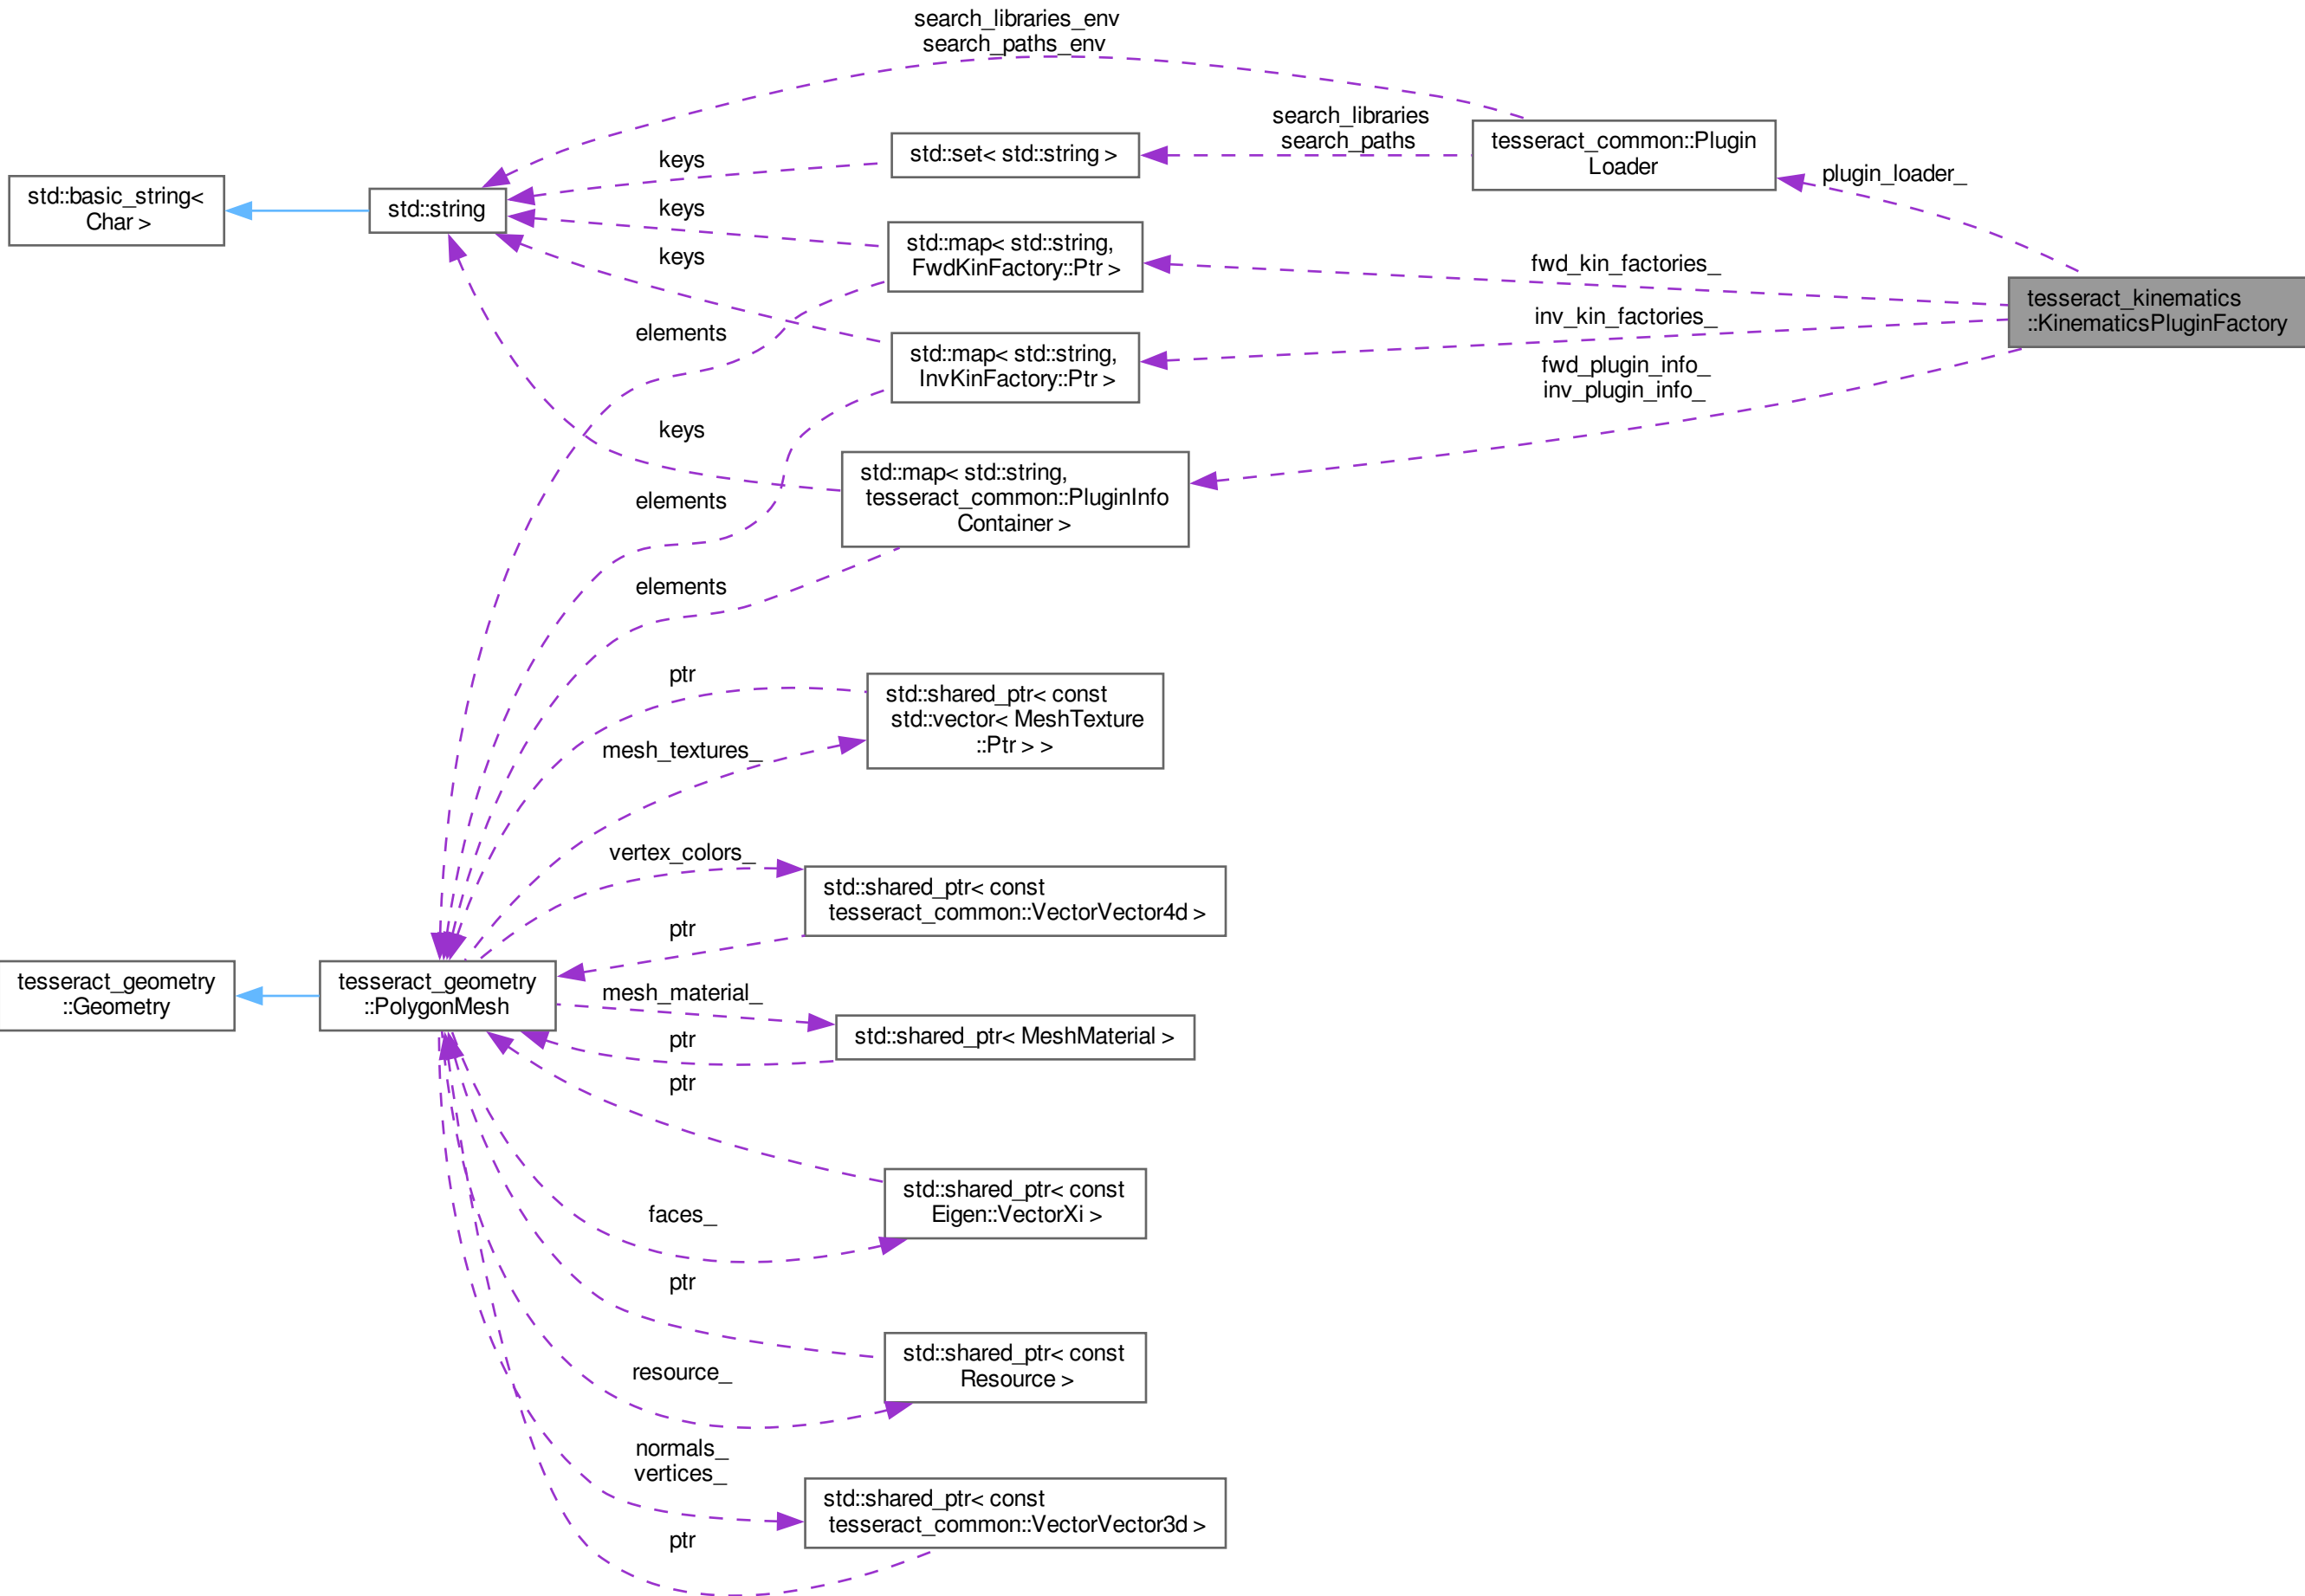 search_libraries_env
search_paths_env
search_libraries
search_paths
tesseract_common::Plugin
Loader
plugin_loader_
keys
std::set< std::string >
std::basic_string<
Char >
std::string
keys
std::map< std::string,
FwdKinFactory::Ptr >
fwd_kin_factories_
keys
tesseract_kinematics
::KinematicsPluginFactory
elements
std::map< std::string,
InvKinFactory::Ptr >
inv_kin_factories_
fwd_plugin_info_
inv_plugin_info_
keys
elements
std::map< std::string,
tesseract_common::PluginInfo
Container >
elements
ptr
std::shared_ptr< const
std::vector< MeshTexture
::Ptr > >
mesh_textures_
vertex_colors_
std::shared_ptr< const
tesseract_common::VectorVector4d >
ptr
tesseract_geometry
::Geometry
tesseract_geometry
::PolygonMesh
mesh_material_
std::shared_ptr< MeshMaterial >
ptr
ptr
std::shared_ptr< const
Eigen::VectorXi >
faces_
ptr
std::shared_ptr< const
Resource >
resource_
normals_
vertices_
std::shared_ptr< const
tesseract_common::VectorVector3d >
ptr